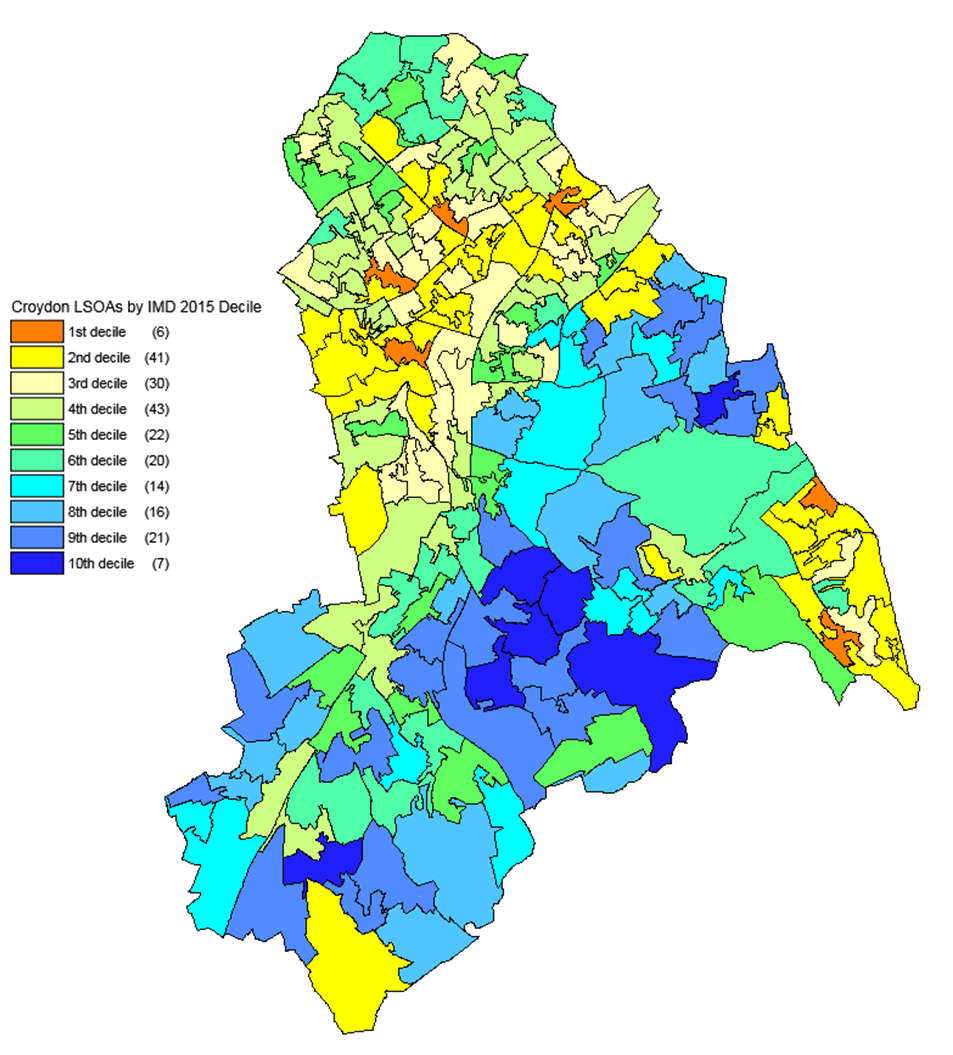 Croydon LSOAs by IMD 2015 Decile
1st decile (6)
2nd decile (41)
3rd decile (30)
4th decile (43)
5th decile (22)
6th decile (20)
7th decile (14)
8th decile (16)
9th decile (21)
10th decile (7)